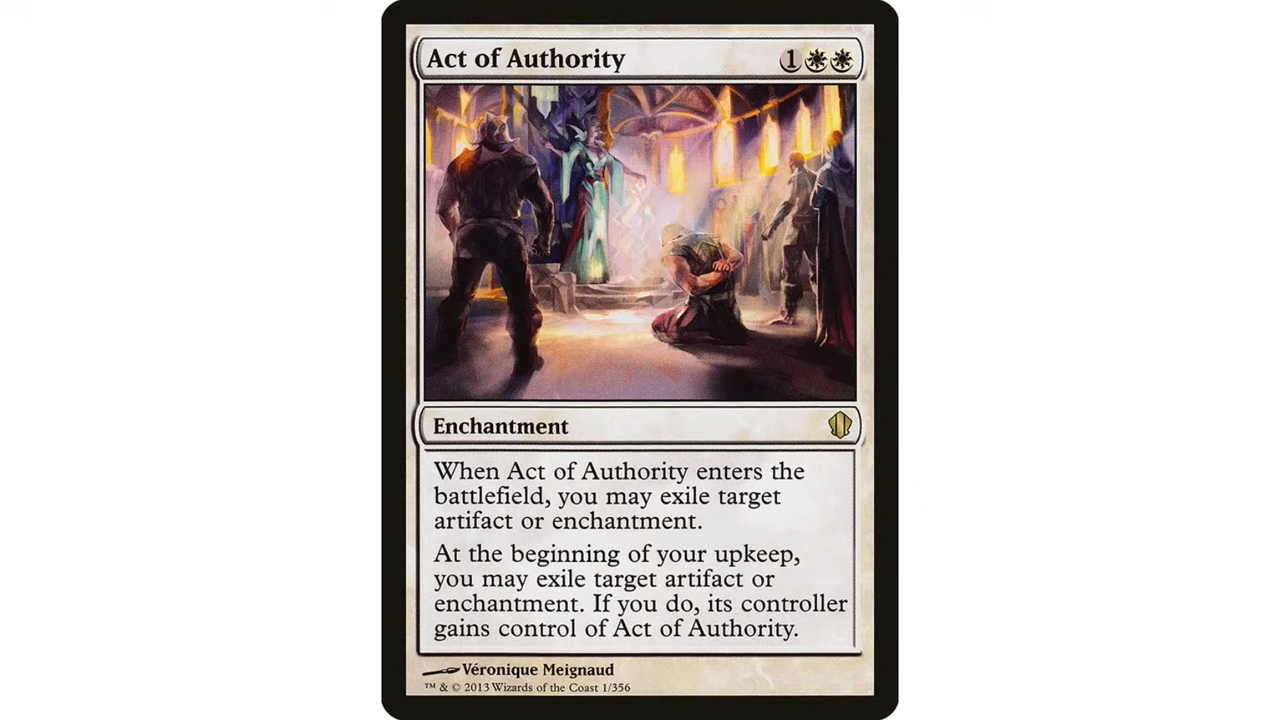 Act of Authority 1
Enchantment
When Act of Authority enters the
battlefield, you may exile target
artifact or enchantment.
At the beginning of your upkeep,
you may exile target artifact or
enchantment. If you do, its controller
gains control of Act of Authority.
Véronique Meignaud
™ & © 2013 Wizards of the Coast 1/356